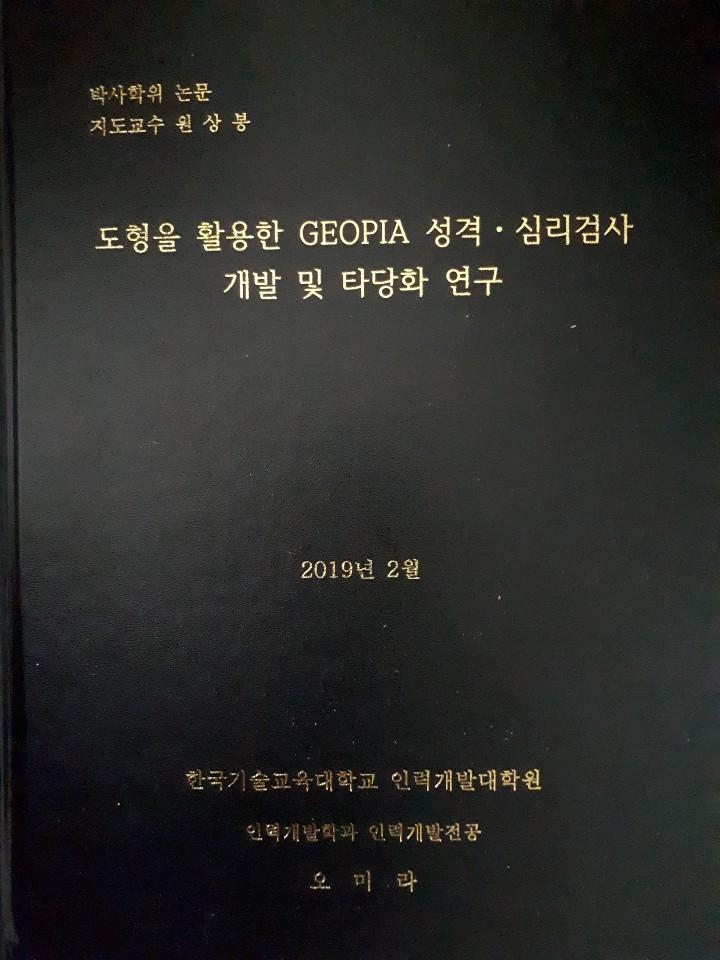 박사학위 논문
지도교수 원 상 봉
도형을 활용한 GEOPIA 성격·심리검사
개발 및 타당화 연구
2019년 2월
한국기술교육대학교 인력개발대학원
인력개발학과 인력개발전공
오 미 라